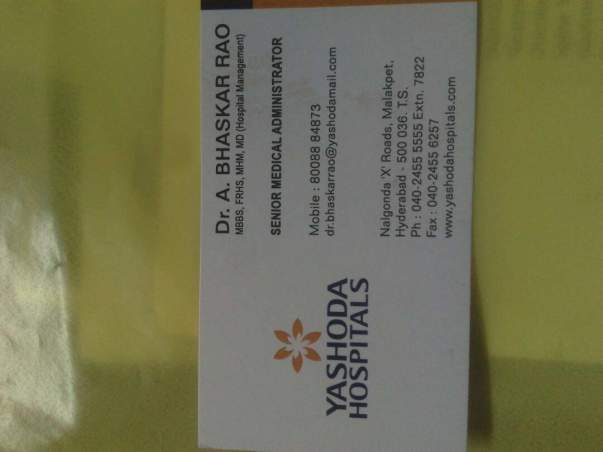 Dr. A. BHASKAR RAO
MBBS, FRHS, MHM, MD (Hospital Management)
SENIOR MEDICAL ADMINISTRATOR
Mobile : 80088 84873
dr.bhaskarrao@yashodamail.com
YASHODA
HOSPITALS
Nalgonda 'X' Roads, Malakpet,
Hyderabad - 500 036. T.S.
Ph : 040-2455 5555 Extn. 7822
Fax : 040-2455 6257
www.yashodahospitals.com